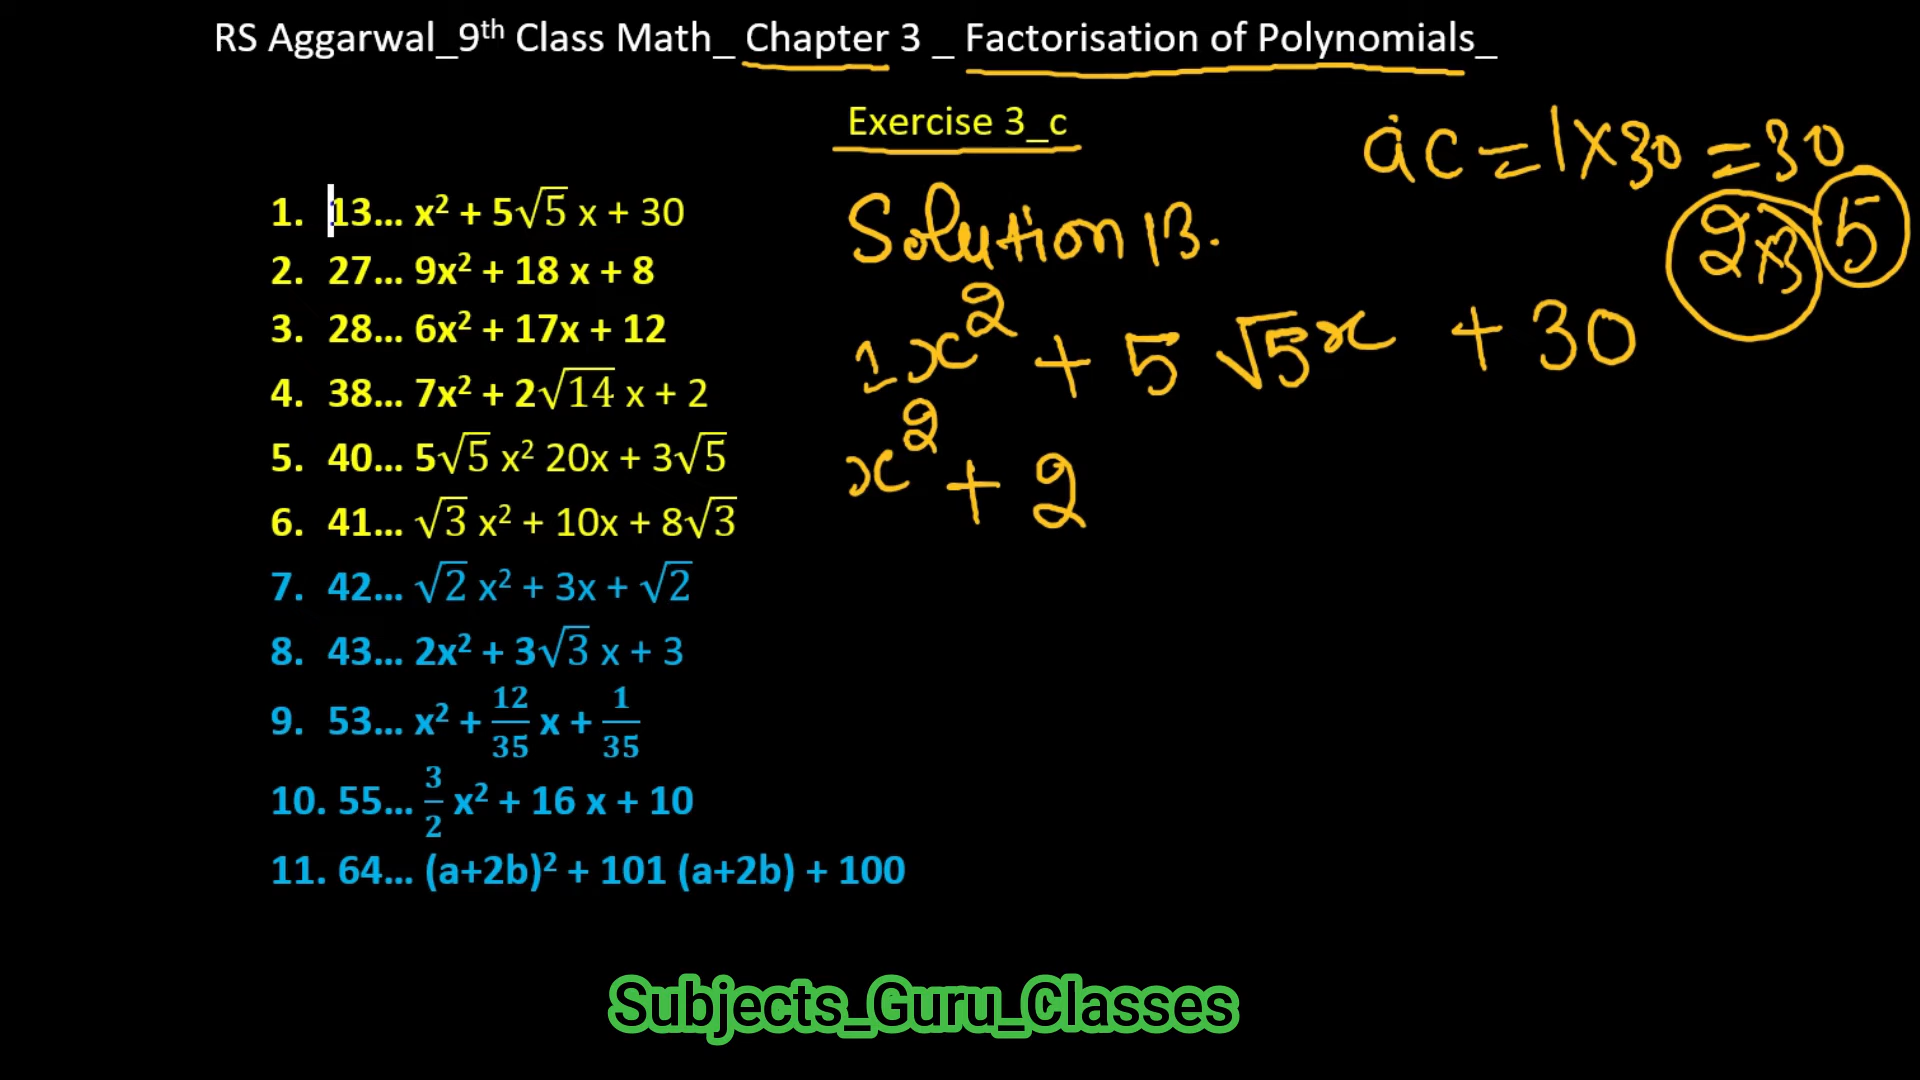 RS Aggarwal_9th Class Math_ Chapter 3 _ Factorisation of Polynomials_
Exercise 3_c
ac = 1 x 30 = 30
2x3 5
Solution 13.
1x² + 5 √5 x + 30
x² + 2
1. 13... x² + 5√5 x + 30
2. 27... 9x² + 18 x + 8
3. 28... 6x² + 17x + 12
4. 38... 7x² + 2√14 x + 2
5. 40... 5√5 x² 20x + 3√5
6. 41... √3 x² + 10x + 8√3
7. 42... √2 x² + 3x + √2
8. 43... 2x² + 3√3 x + 3
9. 53... x² + 12/35 x + 1/35
10. 55... 3/2 x² + 16 x + 10
11. 64... (a+2b)² + 101 (a+2b) + 100
Subjects_Guru_Classes